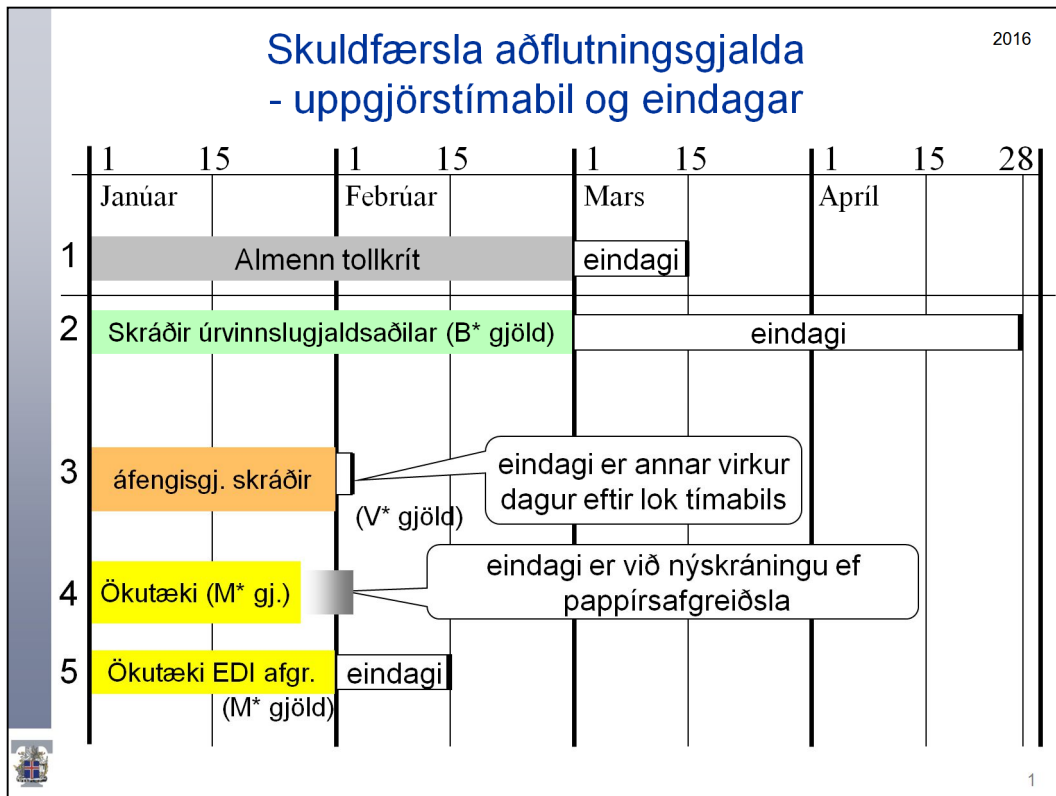 Skuldfærsla aðflutningsgjalda
- uppgjörstímabil og eindagar
2016
1 15 1 15 1 15 1 15 28
Janúar Febrúar Mars Apríl
1 Almenn tollkrít eindagi
2 Skráðir úrvinnslugjaldsaðilar (B* gjöld) eindagi
3 áfengisgj. skráðir
eindagi er annar virkur
dagur eftir lok tímabils
(V* gjöld)
4 Ökutæki (M* gj.)
eindagi er við nýskráningu ef
pappírsafgreiðsla
5 Ökutæki EDI afgr. eindagi
(M* gjöld)
1